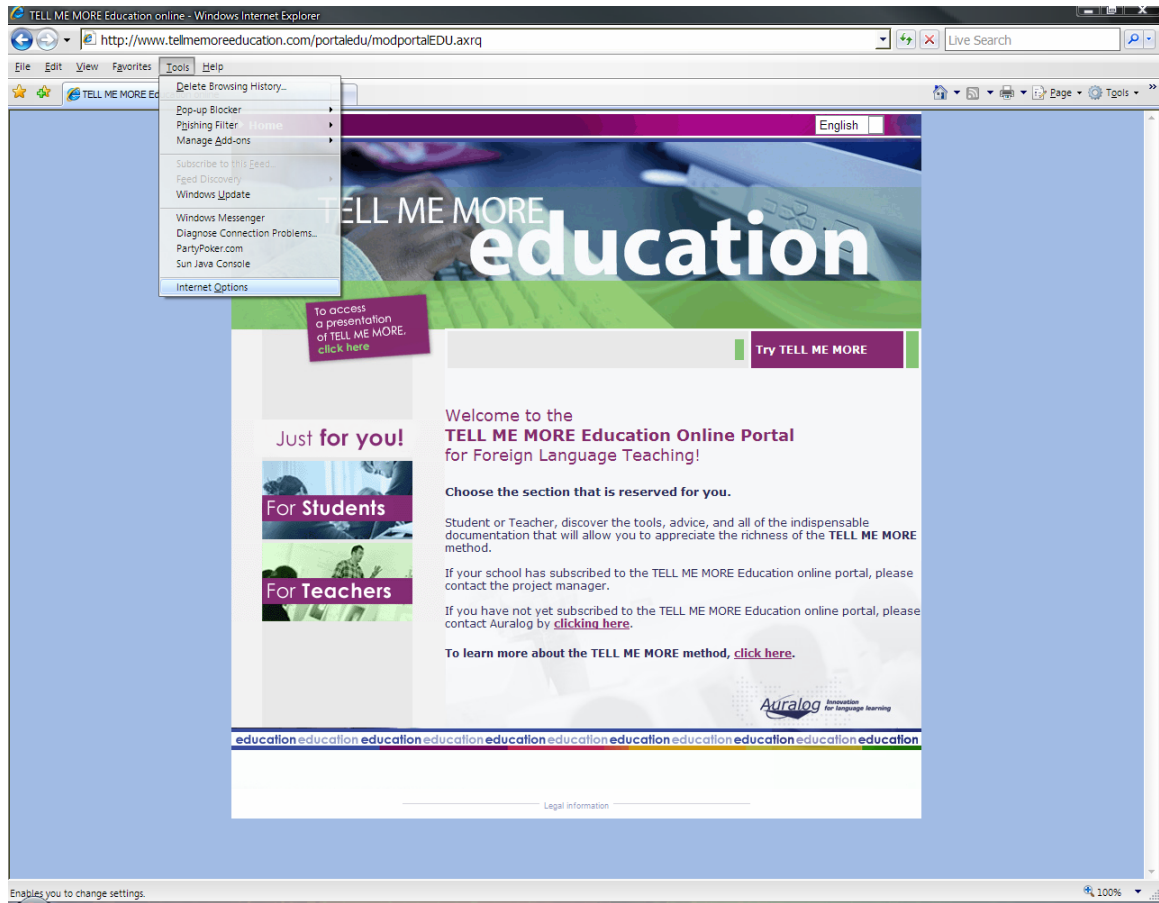 TELL ME MORE Education online - Windows Internet Explorer
http://www.tellmemoreeducation.com/portaledu/modportalEDU.axrq
Live Search
File Edit View Favorites Tools Help
TELL ME MORE Ed
Page Tools
Delete Browsing History...
Pop-up Blocker
Phishing Filter
Manage Add-ons
Subscribe to this Feed...
Feed Discovery
Windows Update
Windows Messenger
Diagnose Connection Problems...
PartyPoker.com
Sun Java Console
Internet Options
Home
English
TELL ME MORE
education
To access
a presentation
of TELL ME MORE,
click here
Try TELL ME MORE
Just for you!
For Students
For Teachers
Welcome to the
TELL ME MORE Education Online Portal
for Foreign Language Teaching!
Choose the section that is reserved for you.
Student or Teacher, discover the tools, advice, and all of the indispensable
documentation that will allow you to appreciate the richness of the TELL ME MORE
method.
If your school has subscribed to the TELL ME MORE Education online portal, please
contact the project manager.
If you have not yet subscribed to the TELL ME MORE Education online portal, please
contact Auralog by clicking here.
To learn more about the TELL ME MORE method, click here.
Auralog Innovation
for language learning
education education education education education education education education education education education
Legal information
Enables you to change settings.
100%